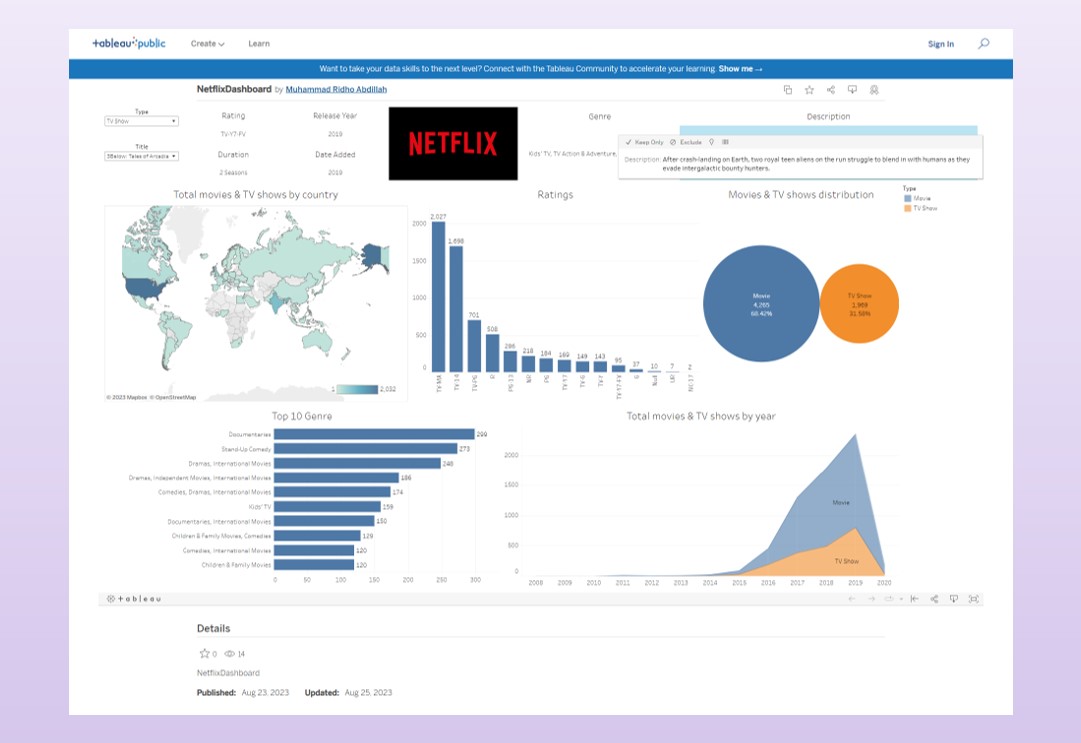 +ableau:public
Create
Learn
Sign In
Want to take your data skills to the next level? Connect with the Tableau Community to accelerate your learning Show me →
NetflixDashboard by Muhammad Ridho Abdillah
Type
TV Show
Title
3Below: Tales of Arcadia
Rating
TV-Y7-FV
Duration
2 Seasons
Release Year
2019
Date Added
2019
NETFLIX
Genre
Kids' TV, TV Action & Adventure,
Description
Keep Only
Exclude
Description: After crash-landing on Earth, two royal teen aliens on the run struggle to blend in with humans as they
evade intergalactic bounty hunters.
Total movies & TV shows by country
© 2023 Mapbox © OpenStreetMap
1
2,032
Ratings
2000
1500
1000
500
0
2,027
1,698
701
508
286
218
184
169
149
143
95
37
10
7
2
TV-MA
TV-14
TV-PG
R
PG-13
NR
PG
TV-Y7
TV-G
TV-Y
TV-Y7-FV
G
Null
UR
NC-17
Movies & TV shows distribution
Type
Movie
TV Show
Movie
4,265
68.42%
TV Show
1,969
31.58%
Top 10 Genre
Documentaries
299
Stand-Up Comedy
273
Dramas, International Movies
248
Dramas, Independent Movies, International Movies
186
Comedies, Dramas, International Movies
174
Kids' TV
159
Documentaries, International Movies
150
Children & Family Movies, Comedies
129
Comedies, International Movies
120
Children & Family Movies
120
0 50 100 150 200 250 300
Total movies & TV shows by year
2000
1500
1000
500
0
Movie
TV Show
2008 2009 2010 2011 2012 2013 2014 2015 2016 2017 2018 2019 2020
+ a b l e a u
Details
0
14
NetflixDashboard
Published: Aug 23, 2023 Updated: Aug 25, 2023